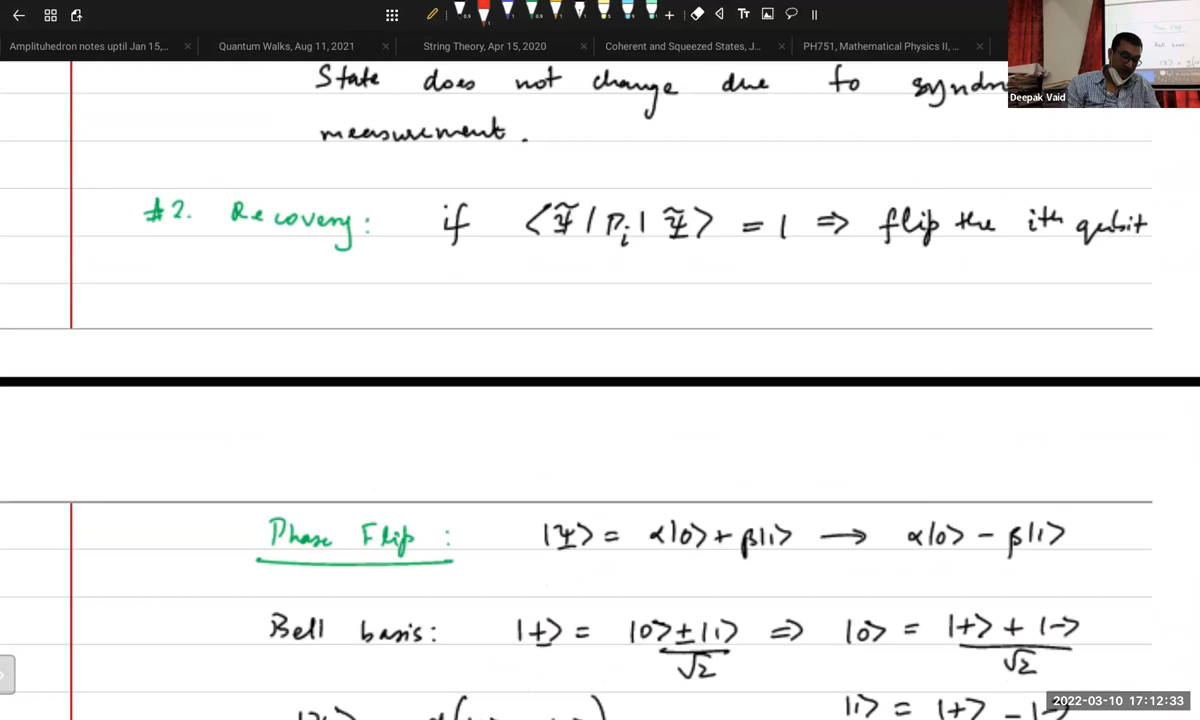 Amplituhedron notes uptil Jan 15,... × Quantum Walks, Aug 11, 2021 × String Theory, Apr 15, 2020 × Coherent and Squeezed States, J... × PH751, Mathematical Physics II, ... ×
Deepak Vaid
State does not change due to syndr
measurement.
#2. Recovery: if ⟨Ψ̃|P_i|Ψ̃⟩ = 1 ⇒ flip the ith qubit
Phase Flip: |Ψ⟩ = α|0⟩ + β|1⟩ → α|0⟩ - β|1⟩
Bell basis: |±⟩ = (|0⟩ ± |1⟩)/√2 ⇒ |0⟩ = (|+⟩ + |-⟩)/√2
|1⟩ = |+⟩ - |-⟩
2022-03-10 17:12:33